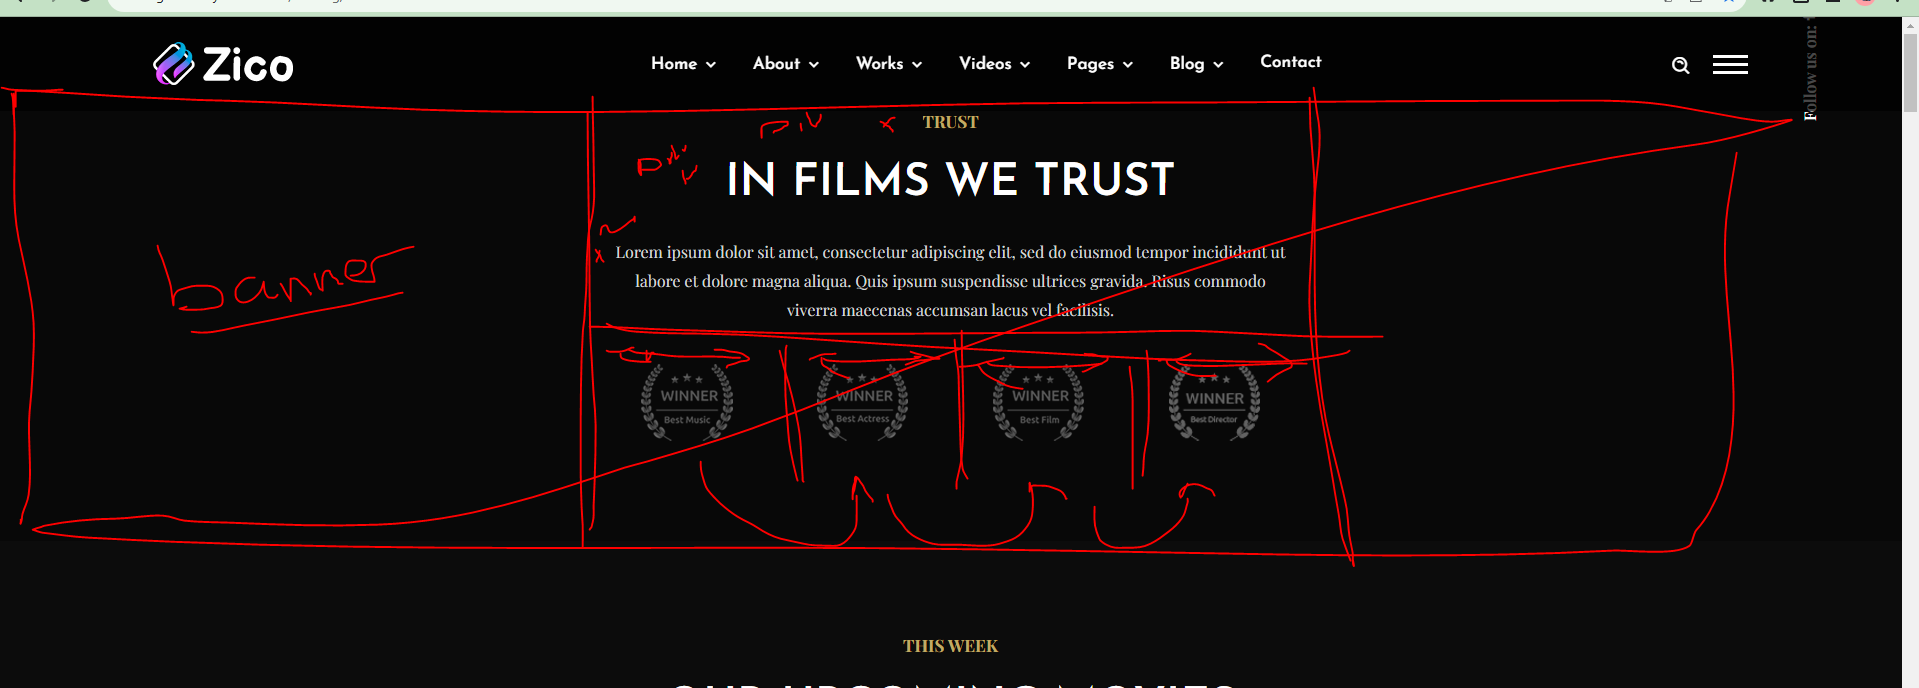 Zico
Home About Works Videos Pages Blog Contact
Follow us on:
TRUST
Div
IN FILMS WE TRUST
Lorem ipsum dolor sit amet, consectetur adipiscing elit, sed do eiusmod tempor incididunt ut
labore et dolore magna aliqua. Quis ipsum suspendisse ultrices gravida. Risus commodo
viverra maecenas accumsan lacus vel facilisis.
banner
WINNER
Best Music
WINNER
Best Actress
WINNER
Best Film
WINNER
Best Director
THIS WEEK
OUR UPCOMING MOVIES